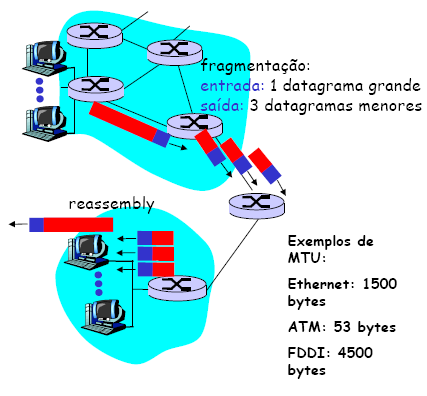 fragmentação:
entrada: 1 datagrama grande
saída: 3 datagramas menores
reassembly
Exemplos de
MTU:
Ethernet: 1500
bytes
ATM: 53 bytes
FDDI: 4500
bytes